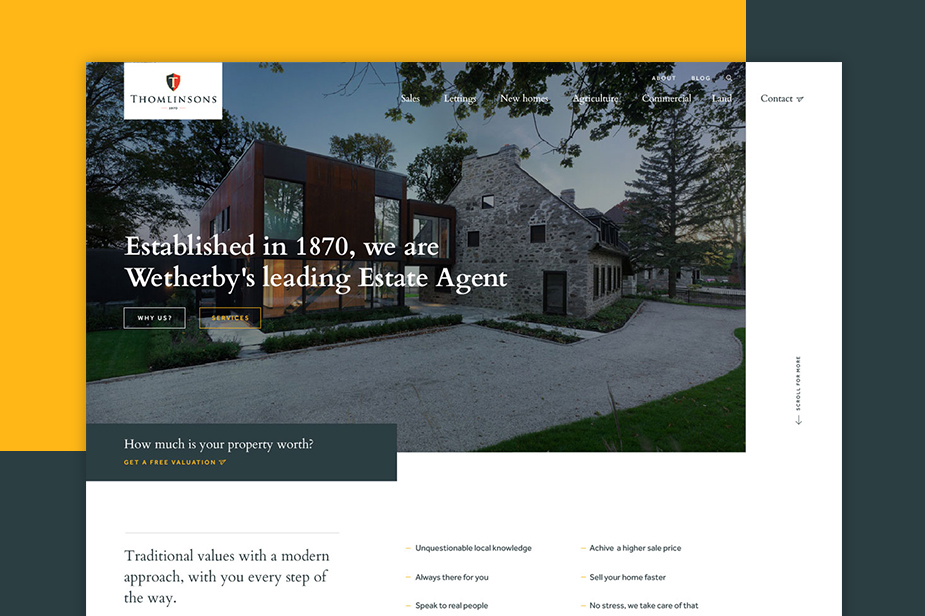 THOMLINSONS
ABOUT BLOG
Sales Lettings New homes Agriculture Commercial Land Contact
Established in 1870, we are
Wetherby's leading Estate Agent
WHY US? SERVICES
SCROLL FOR MORE
How much is your property worth?
GET A FREE VALUATION
Traditional values with a modern
approach, with you every step of
the way.
Unquestionable local knowledge
Always there for you
Speak to real people
Achive a higher sale price
Sell your home faster
No stress, we take care of that